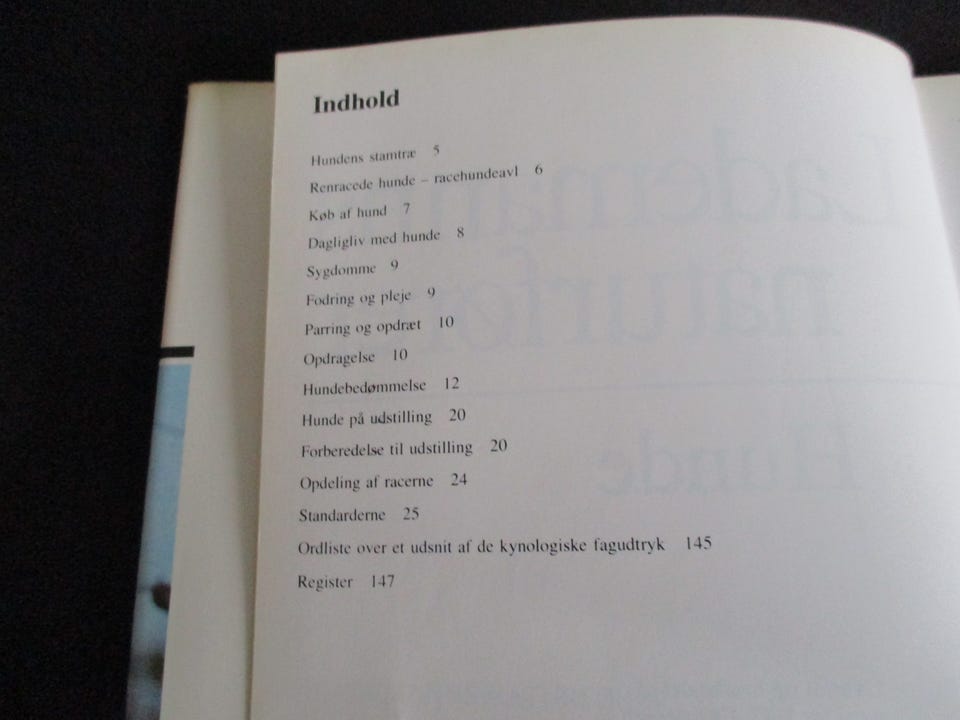 Indhold
Hundens stamtræ 5
Renracede hunde – racehundeavl 6
Køb af hund 7
Dagligliv med hunde 8
Sygdomme 9
Fodring og pleje 9
Parring og opdræt 10
Opdragelse 10
Hundebedømmelse 12
Hunde på udstilling 20
Forberedelse til udstilling 20
Opdeling af racerne 24
Standarderne 25
Ordliste over et udsnit af de kynologiske fagudtryk 145
Register 147